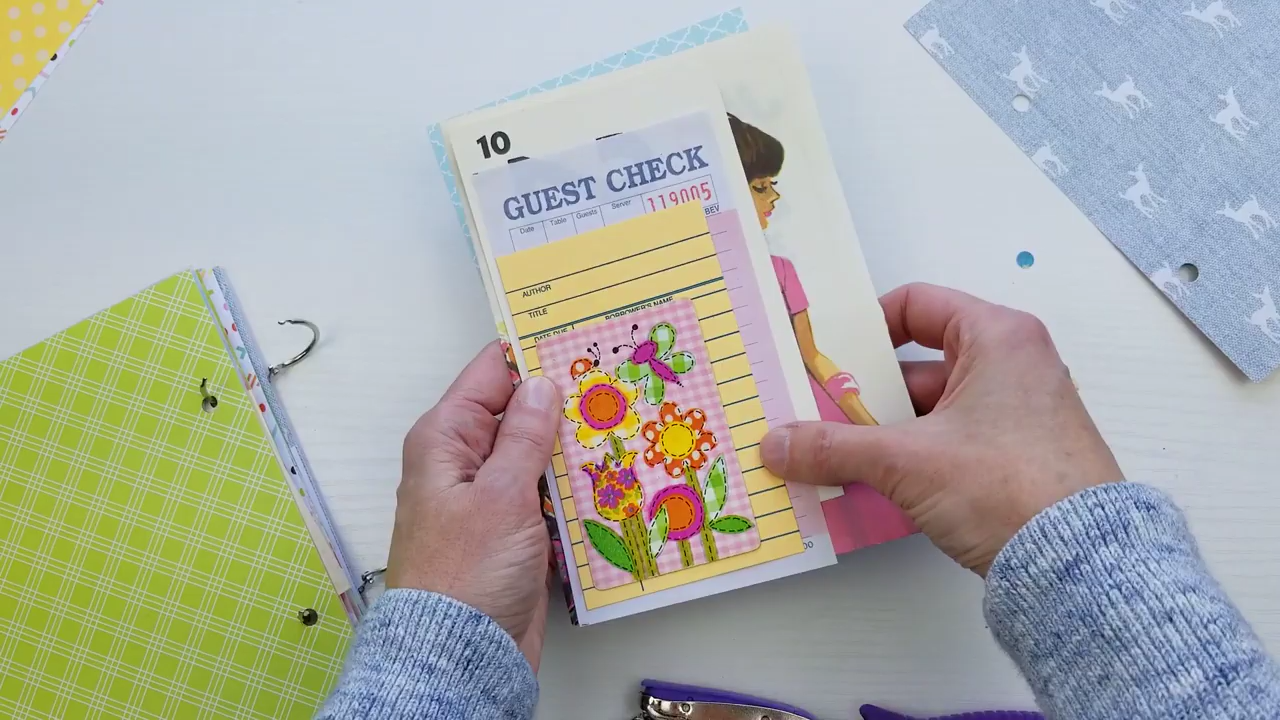 10
GUEST CHECK
Date Table Guests Server
119005
BEV
AUTHOR
TITLE
DATE DUE BORROWER'S NAME